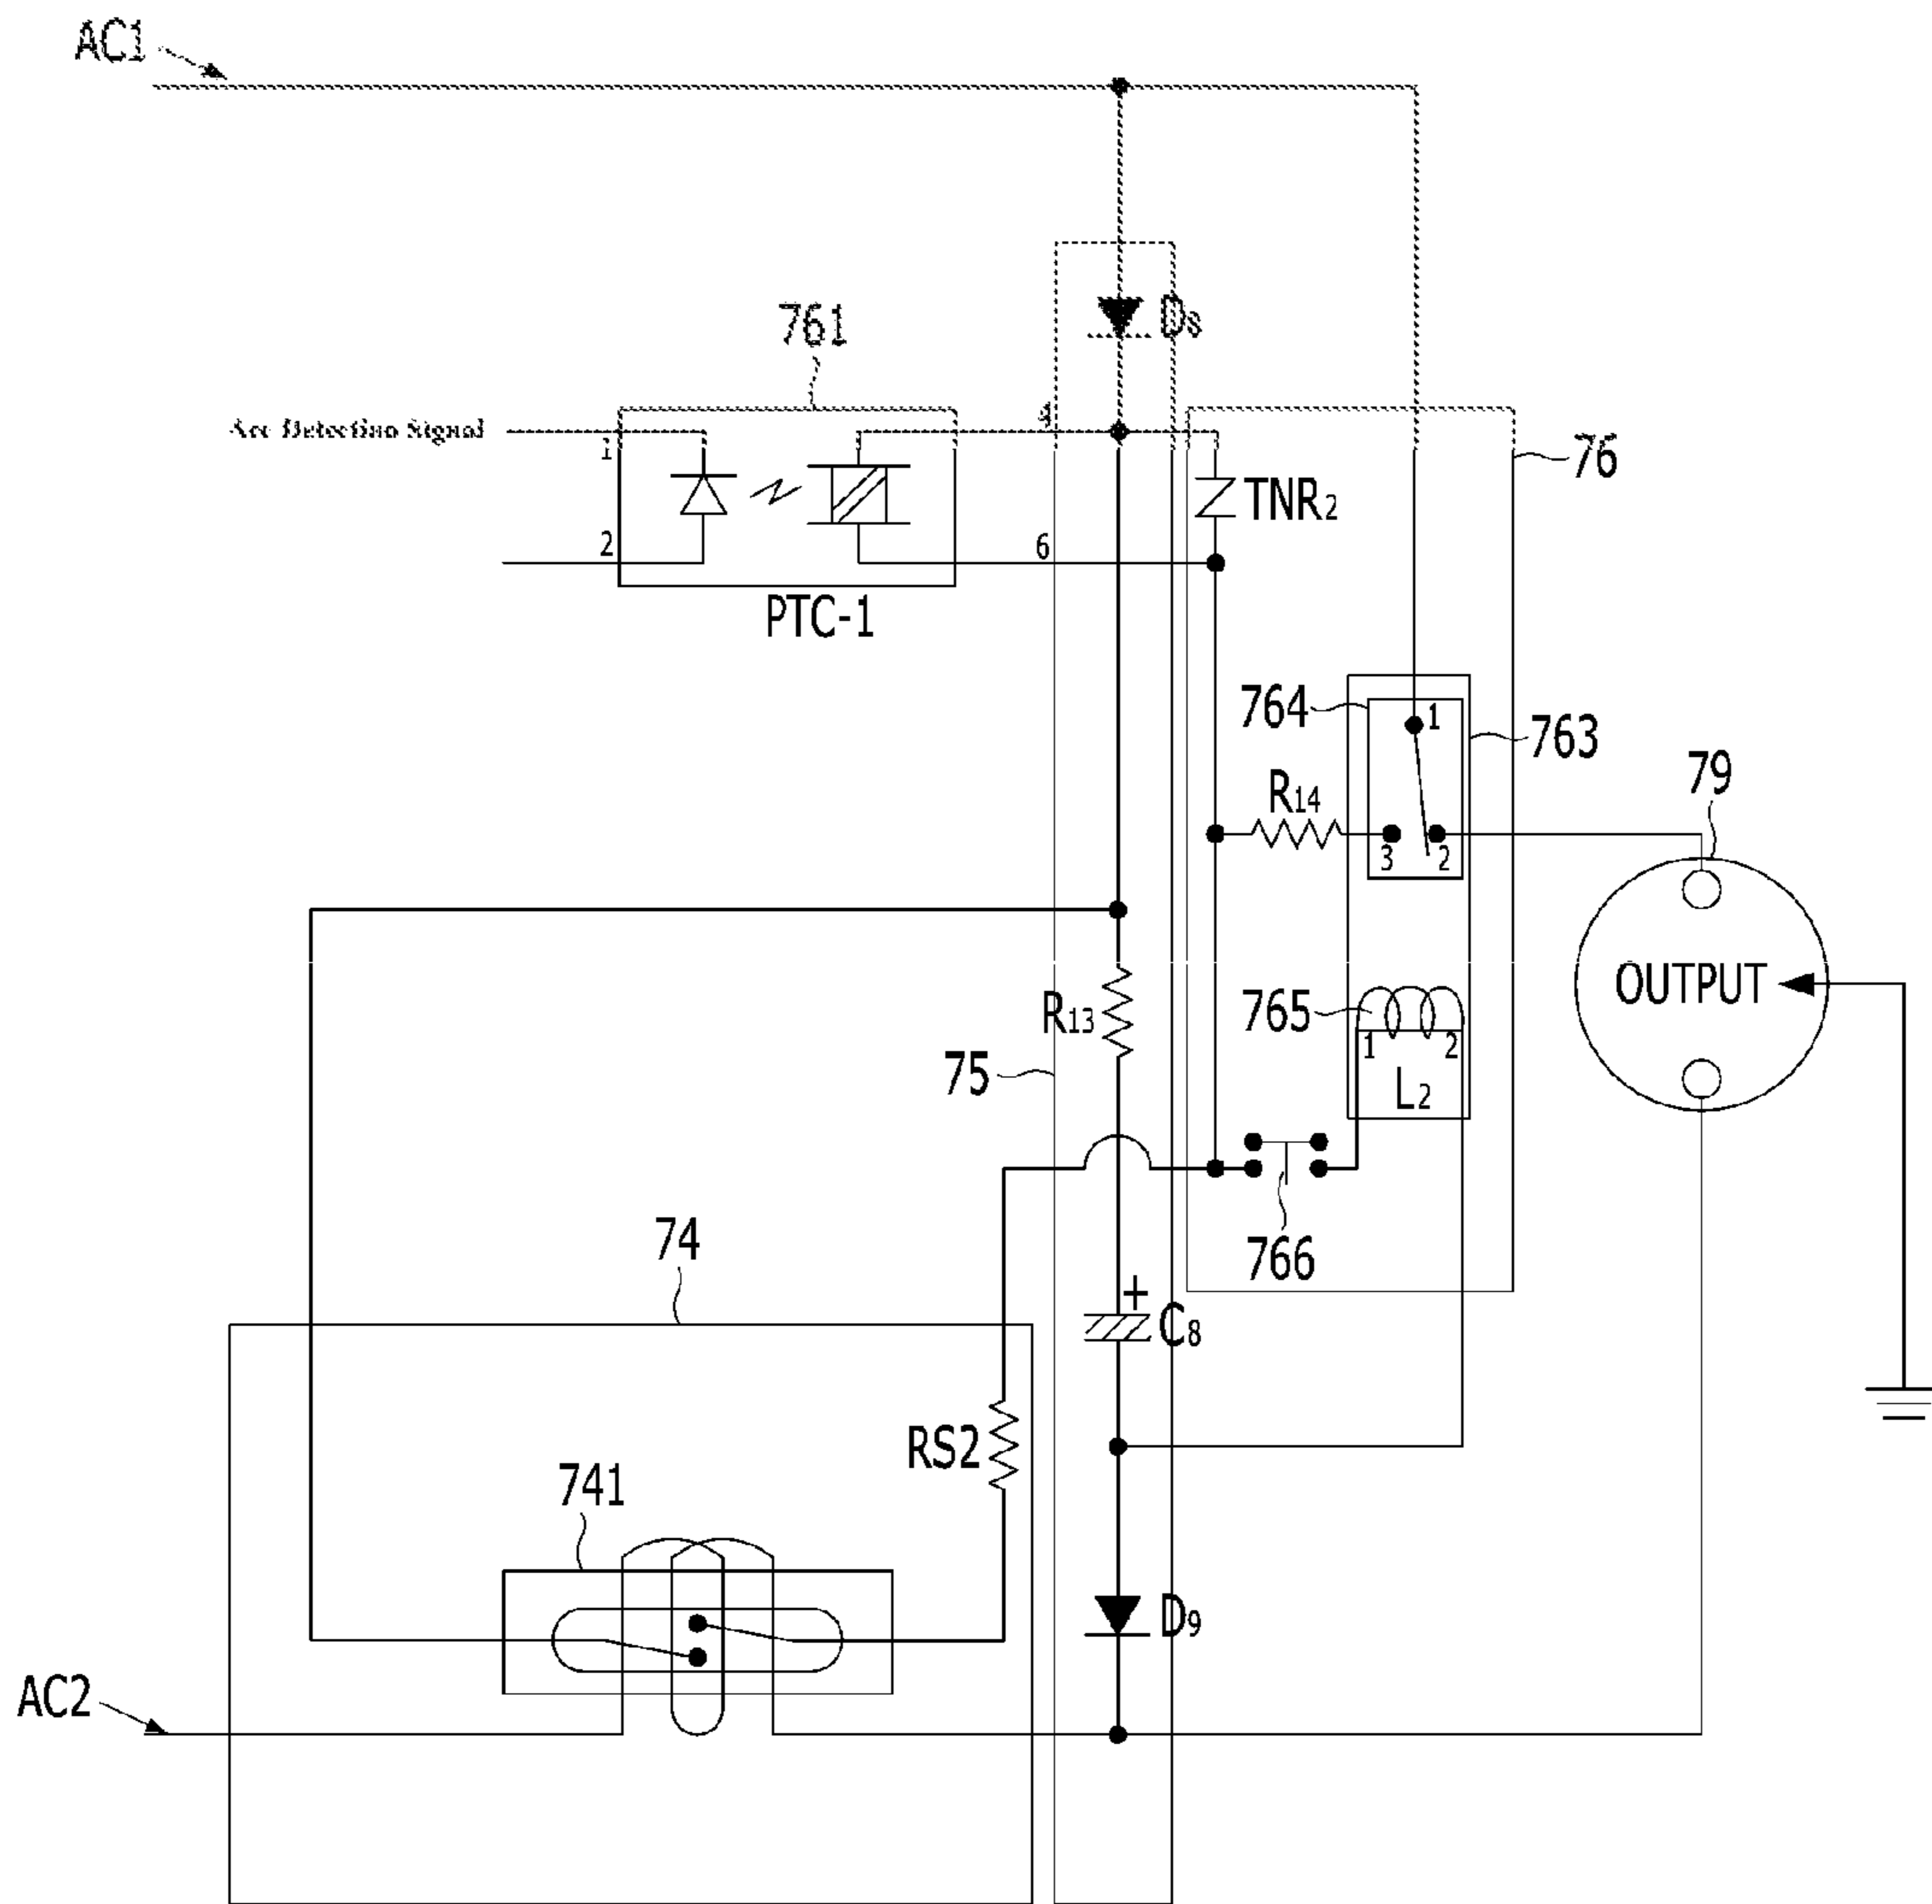 AC1
D8
761
4
Arc Detection Signal
1
76
TNR2
2
6
PTC-1
764
1
763
79
R14
3
2
OUTPUT
R13
765
1
2
75
L2
766
74
+
C8
RS2
741
D9
AC2